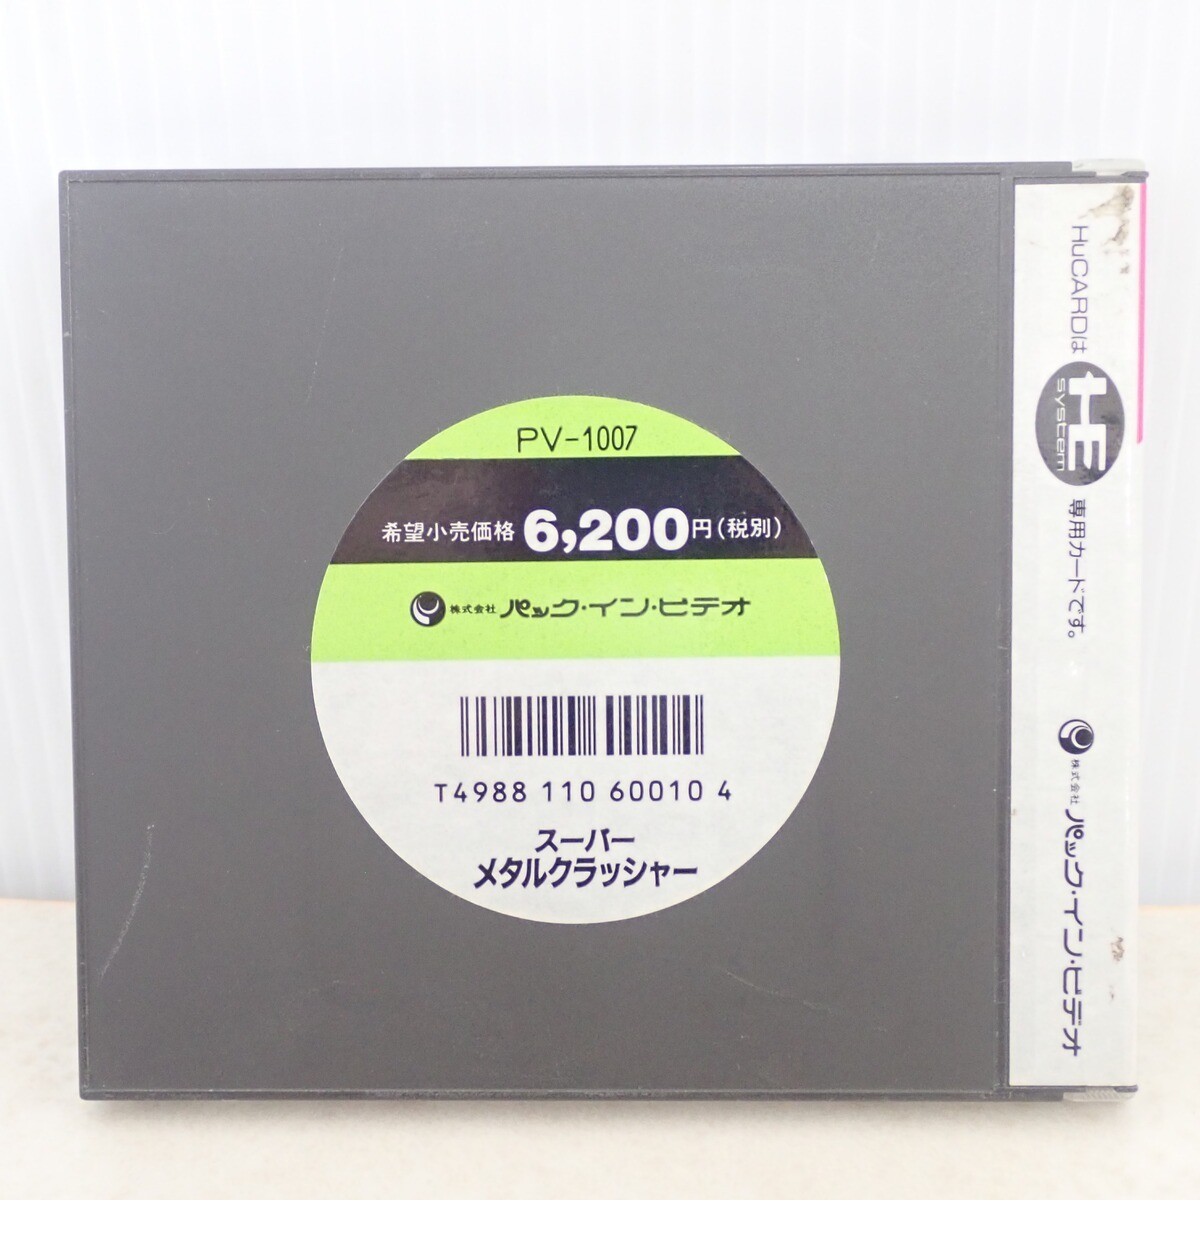 PV-1007
希望小売価格 6,200円(税別)
株式会社 パック・イン・ビデオ
T4988 110 60010 4
スーパー
メタルクラッシャー
HuCARDは HE system 専用カードです。
株式会社 パック・イン・ビデオ